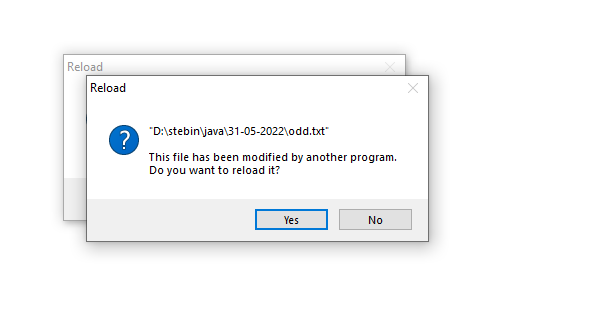 Reload
Reload
"D:\stebin\java\31-05-2022\odd.txt"
This file has been modified by another program.
Do you want to reload it?
Yes
No